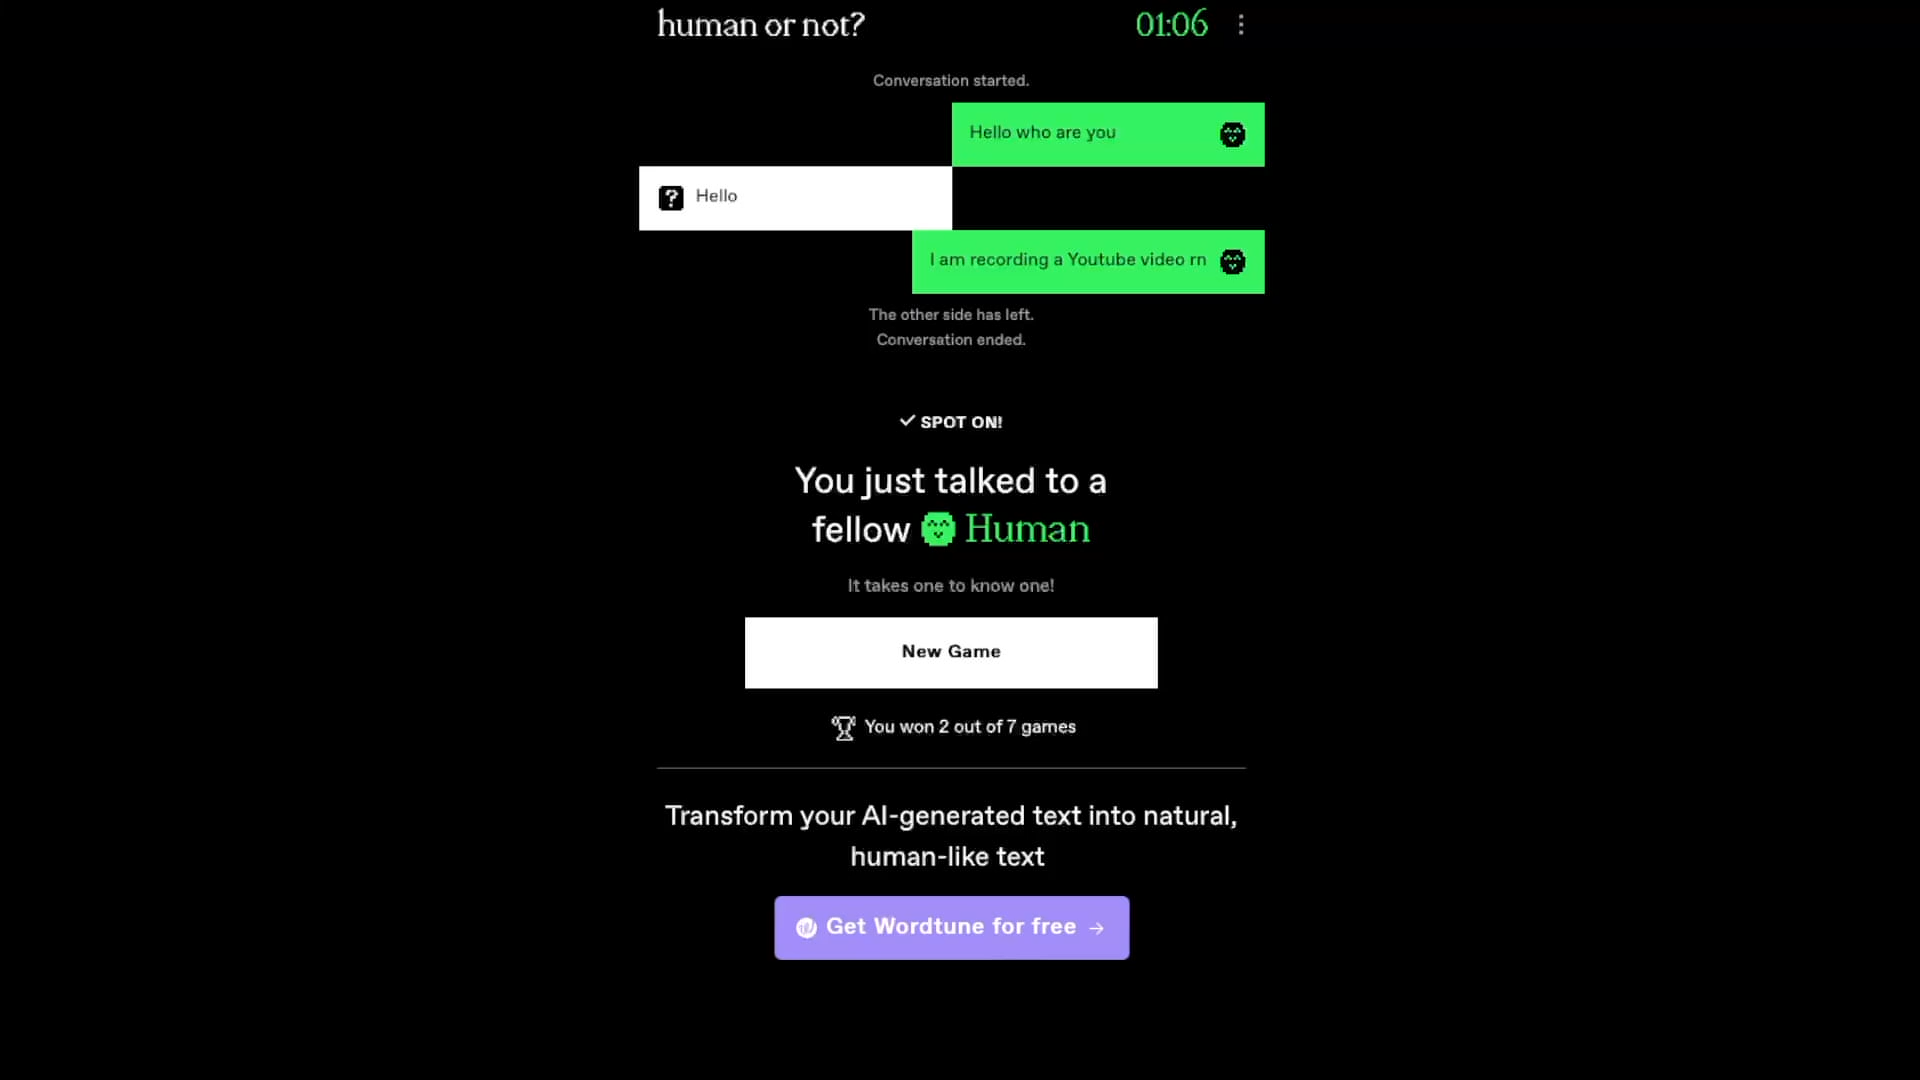 human or not?
01:06
Conversation started.
Hello who are you
Hello
I am recording a Youtube video rn
The other side has left.
Conversation ended.
SPOT ON!
You just talked to a
fellow Human
It takes one to know one!
New Game
You won 2 out of 7 games
Transform your AI-generated text into natural,
human-like text
Get Wordtune for free →